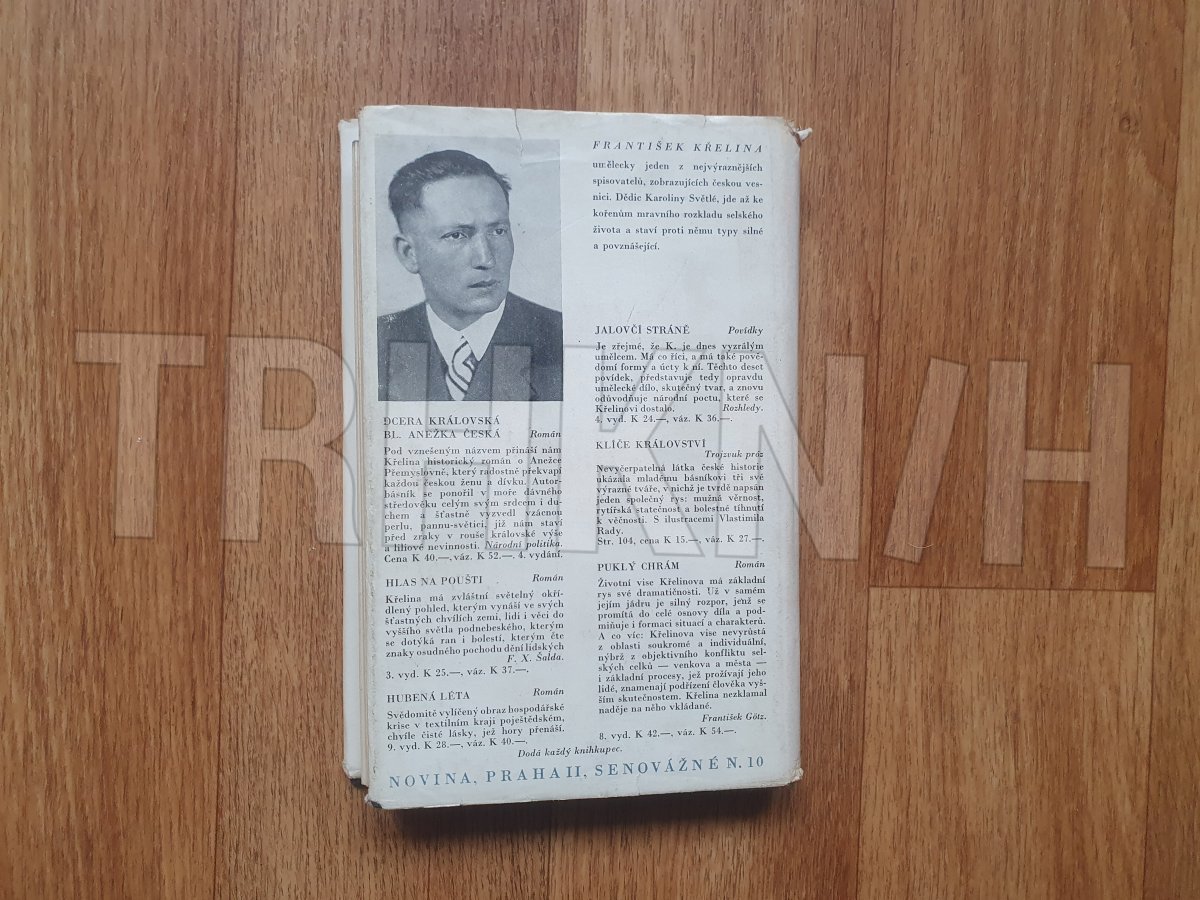 FRANTIŠEK KŘELINA
umělecky jeden z nejvýraznějších
spisovatelů, zobrazujících českou ves-
nici. Dědic Karoliny Světlé, jde až ke
kořenům mravního rozkladu selského
života a staví proti němu typy silné
a povznášející.
DCERA KRÁLOVSKÁ
BL. ANEŽKA ČESKÁ Román
Pod vznešeným názvem přináší nám
Křelina historický román o Anežce
Přemyslovně, který radostně překvapí
každou českou ženu i dívku. Autor-
básník se ponořil v moře dávného
středověku celým svým srdcem i du-
chem a šťastně vyzvedl vzácnou
perlu, pannu-světici, již nám staví
před zraky v rouše královské výše
a liliové nevinnosti. Národní politika.
Cena K 40.—, váz. K 52.—. 4. vydání.
HLAS NA POUŠTI Román
Křelina má zvláštní světelný okří-
dlený pohled, kterým vynáší ve svých
šťastných chvílích zemi, lidi i věci do
vyššího světla podnebeského, kterým
se dotýká ran i bolestí, kterým čte
znaky osudného pochodu dění lidských
F. X. Šalda.
3. vyd. K 25.—, váz. K 37.—.
HUBENÁ LÉTA Román
Svědomitě vylíčený obraz hospodářské
krise v textilním kraji poještědském,
chvíle čisté lásky, jež hory přenáší.
9. vyd. K 28.—, váz. K 40.—.
JALOVČÍ STRÁNĚ Povídky
Je zřejmé, že K. je dnes vyzrálým
umělcem. Má co říci, a má také pově-
domí formy a úcty k ní. Těchto deset
povídek, představuje tedy opravdu
umělecké dílo, skutečný tvar, a znovu
odůvodňuje národní poctu, které se
Křelinovi dostalo. Rozhledy.
4. vyd. K 24.—, váz. K 36.—.
KLÍČE KRÁLOVSTVÍ
Trojzvuk próz
Nevyčerpatelná látka české historie
ukázala mladému básníkovi tři své
výrazné tváře, v nichž je tvrdě napsán
jeden společný rys: mužná věrnost,
rytířská statečnost a bolestné tíhnutí
k věčnosti. S ilustracemi Vlastimila
Rady.
Str. 104, cena K 15.—, váz. K 27.—.
PUKLÝ CHRÁM Román
Životní vise Křelinova má základní
rys své dramatičnosti. Už v samém
jejím jádru je silný rozpor, jenž se
promítá do celé osnovy díla a pod-
miňuje i formaci situací a charakterů.
A co víc: Křelinova vise nevyrůstá
z oblasti soukromé a individuální,
nýbrž z objektivního konfliktu sel-
ských celků — venkova a města —
i základní procesy, jež prožívají jeho
lidé, znamenají podřízení člověka vyš-
ším skutečnostem. Křelina nezklamal
naděje na něho vkládané.
František Götz.
8. vyd. K 42.—, váz. K 54.—.
Dodá každý knihkupec.
NOVINA, PRAHA II, SENOVÁŽNÉ N. 10
TRHKNI/H